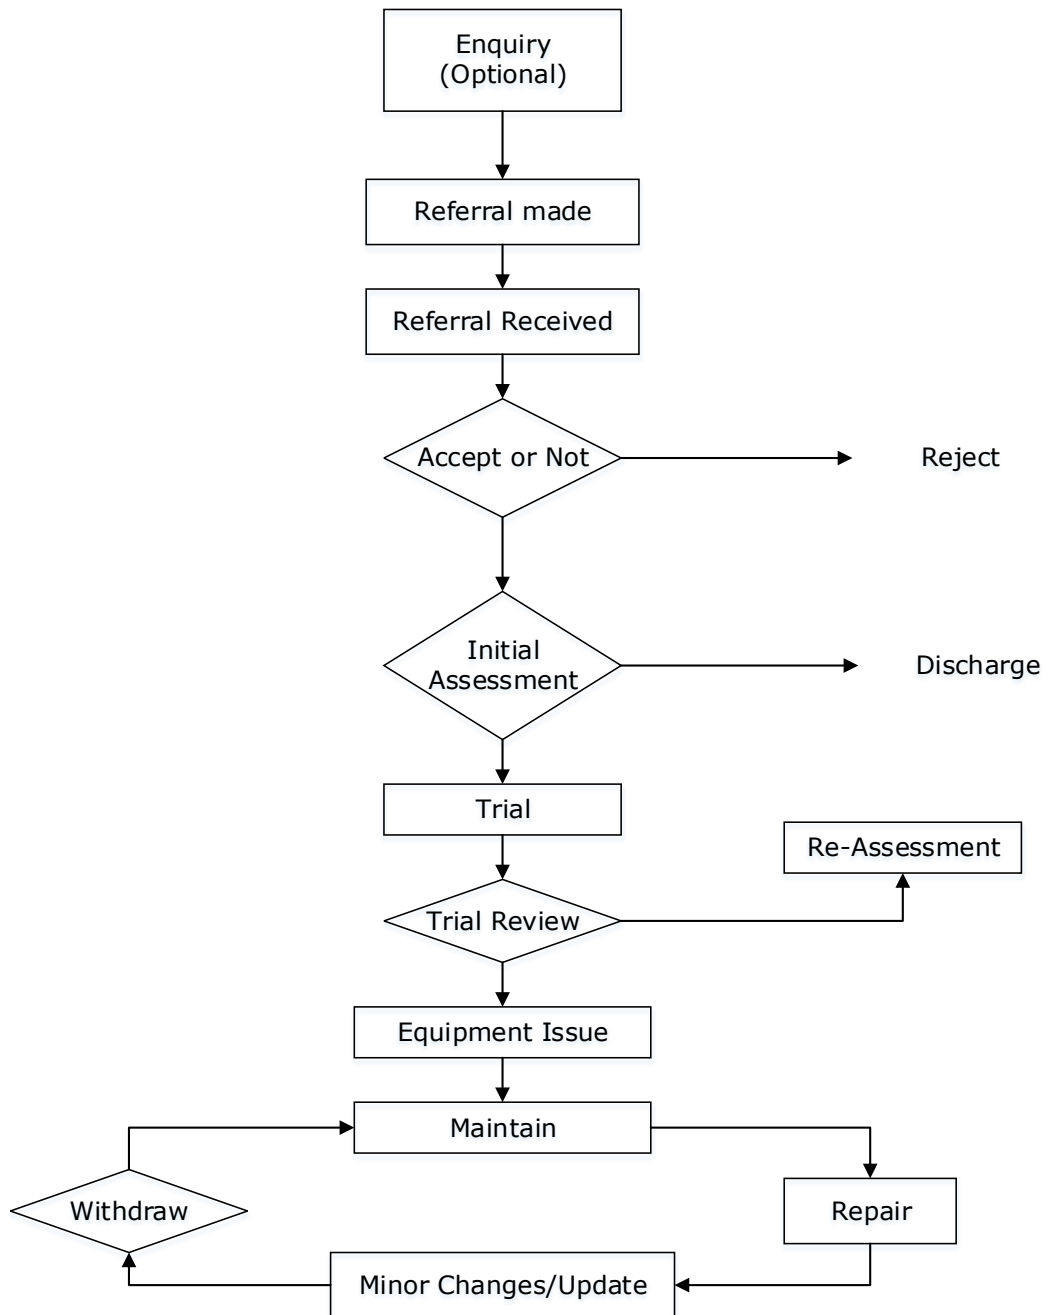 Enquiry
(Optional)
Referral made
Referral Received
Accept or Not
Reject
Initial
Assessment
Discharge
Trial
Re-Assessment
Trial Review
Equipment Issue
Maintain
Withdraw
Repair
Minor Changes/Update